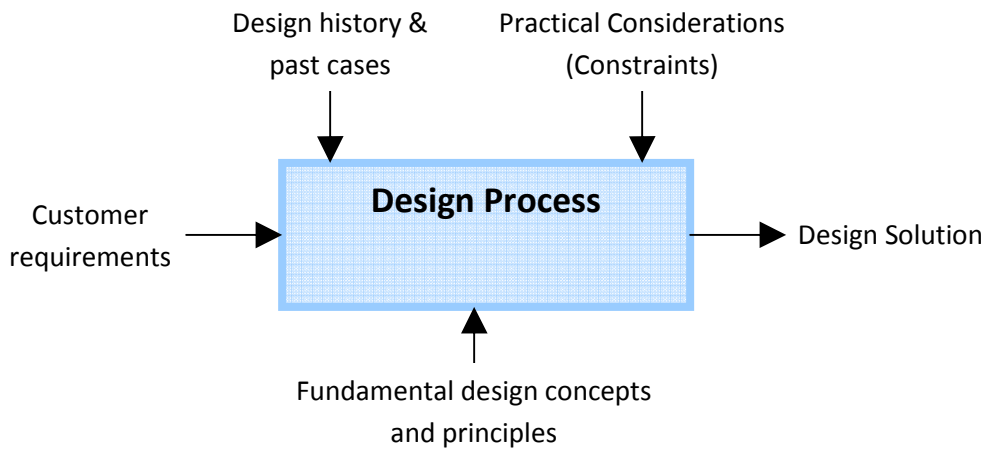 Design history &
past cases
Practical Considerations
(Constraints)
Design Process
Customer
requirements
Design Solution
Fundamental design concepts
and principles